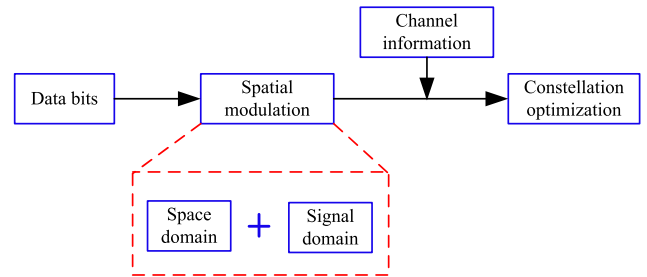 Channel
information
Data bits
Spatial
modulation
Constellation
optimization
Space
domain
+
Signal
domain